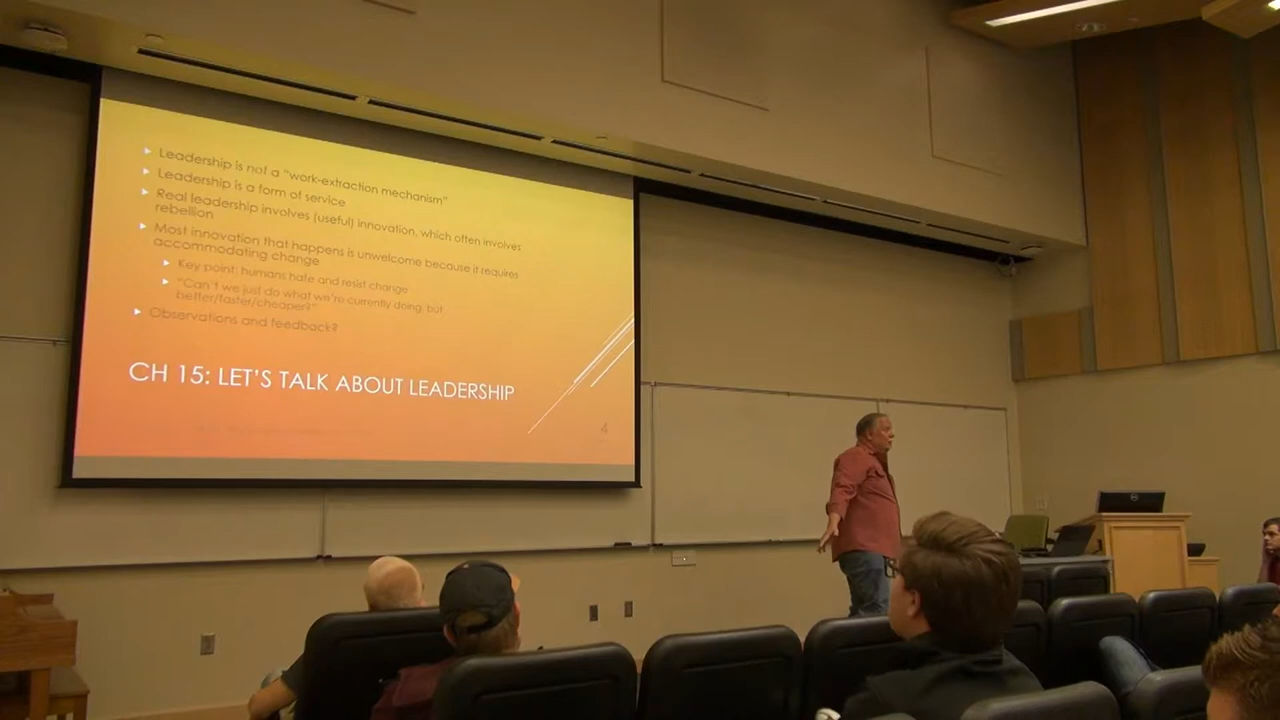 Leadership is not a "work-extraction mechanism"
Leadership is a form of service
Real leadership involves (useful) innovation, which often involves
rebellion
Most innovation that happens is unwelcome because it requires
accommodating change
Key point: humans hate and resist change
"Can't we just do what we're currently doing, but
better/faster/cheaper?"
Observations and feedback?
CH 15: LET'S TALK ABOUT LEADERSHIP
4